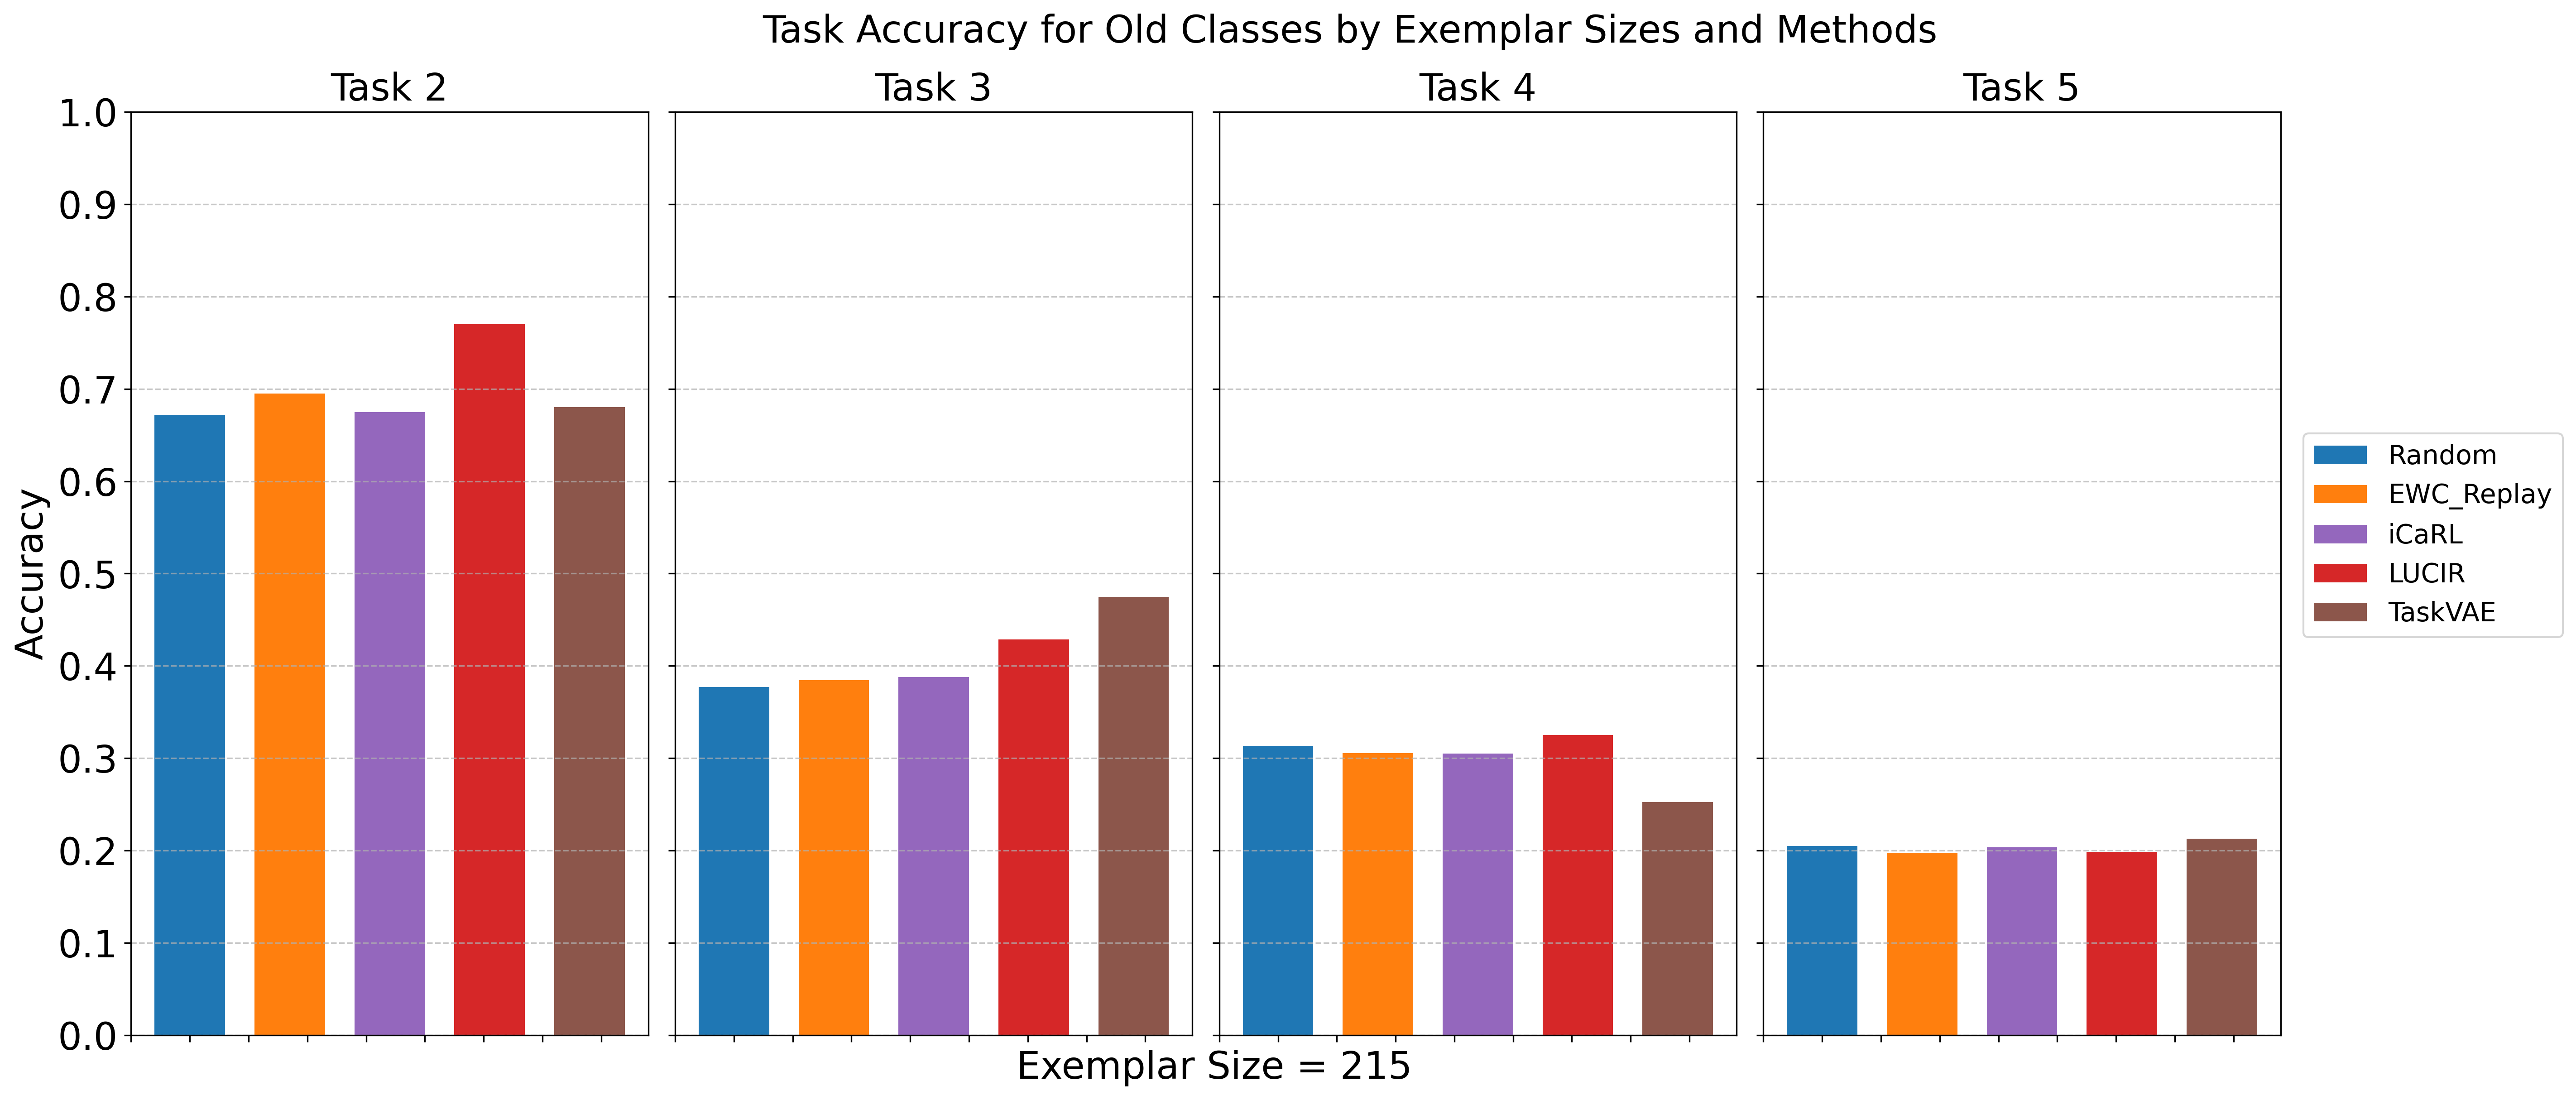 Task Accuracy for Old Classes by Exemplar Sizes and Methods
Task 2
Task 3
Task 4
Task 5
Accuracy
1.0
0.9
0.8
0.7
0.6
0.5
0.4
0.3
0.2
0.1
0.0
Exemplar Size = 215
Random
EWC_Replay
iCaRL
LUCIR
TaskVAE